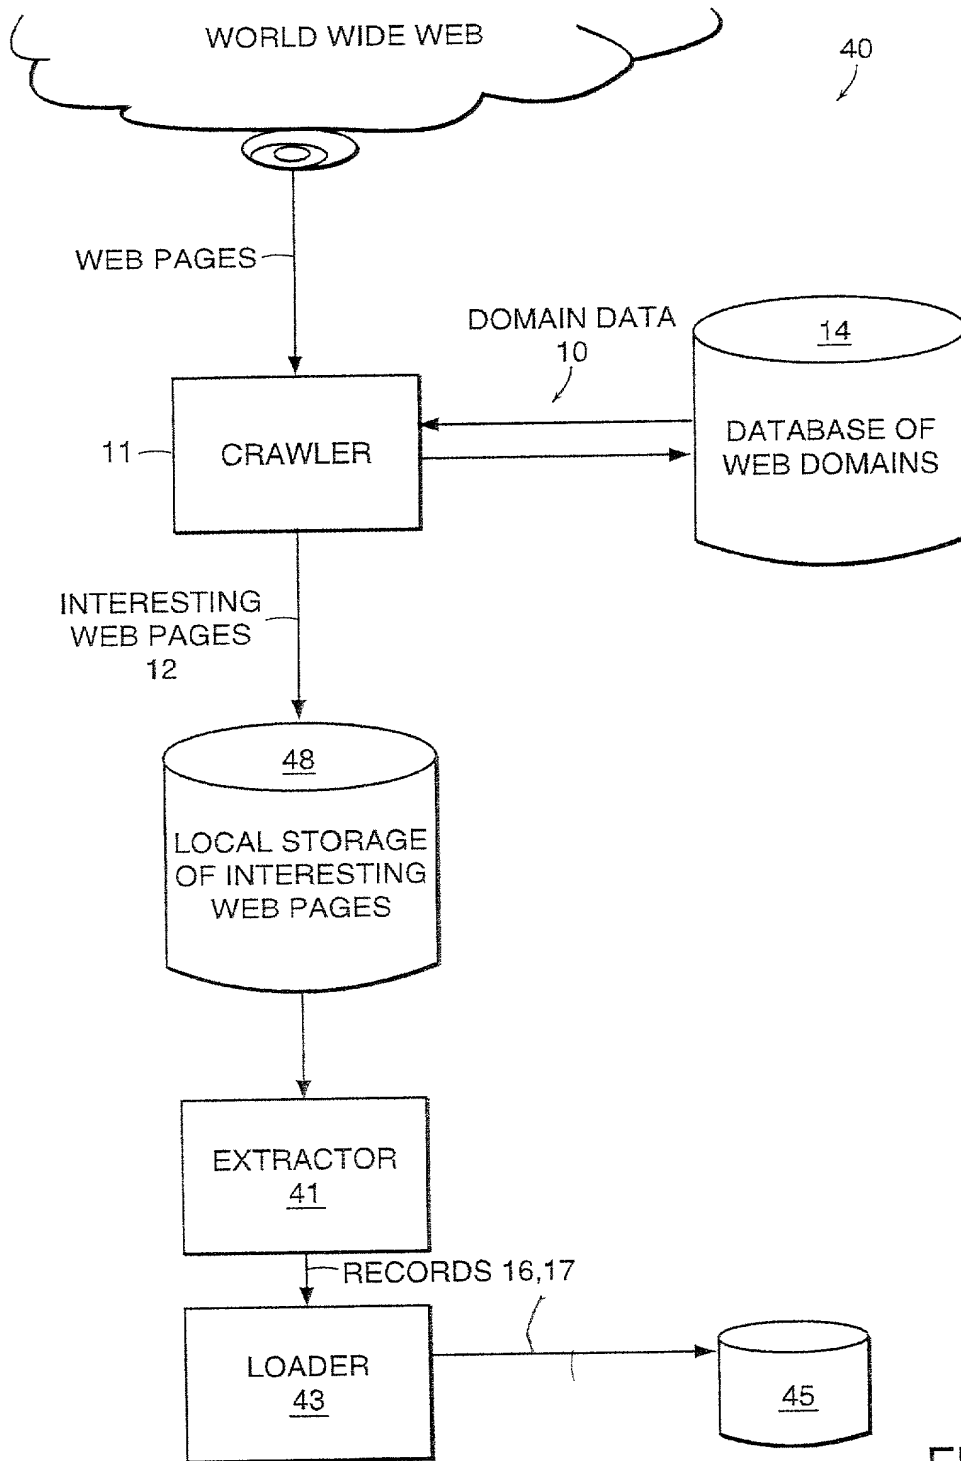 WORLD WIDE WEB
40
WEB PAGES
DOMAIN DATA
10
14
DATABASE OF
WEB DOMAINS
11
CRAWLER
INTERESTING
WEB PAGES
12
48
LOCAL STORAGE
OF INTERESTING
WEB PAGES
EXTRACTOR
41
RECORDS 16,17
LOADER
43
45